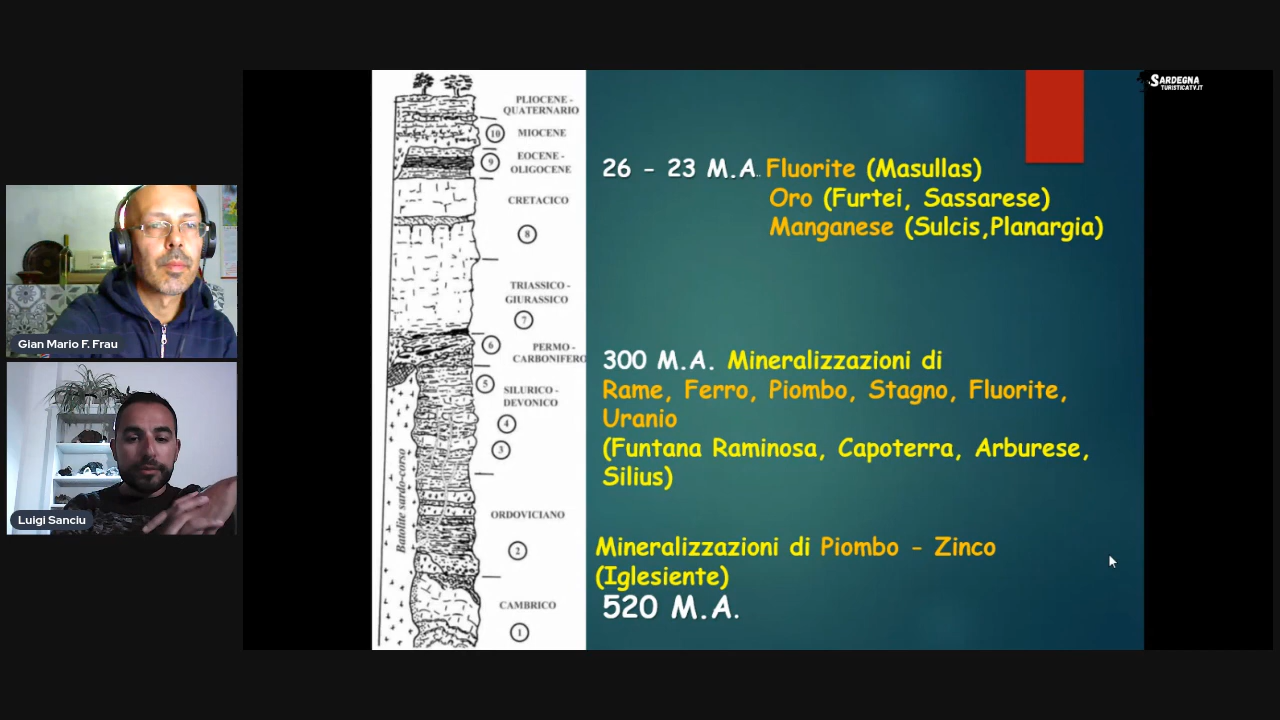 SARDEGNA
TURISTICATV.IT
Gian Mario F. Frau
Luigi Sanciu
PLIOCENE -
QUATERNARIO
10 MIOCENE
9 EOCENE -
OLIGOCENE
CRETACICO
8
TRIASSICO -
GIURASSICO
7
6 PERMO -
CARBONIFERO
5 SILURICO -
DEVONICO
4
3
ORDOVICIANO
2
CAMBRICO
1
Batolite sardo-corso
26 - 23 M.A.. Fluorite (Masullas)
Oro (Furtei, Sassarese)
Manganese (Sulcis,Planargia)
300 M.A. Mineralizzazioni di
Rame, Ferro, Piombo, Stagno, Fluorite,
Uranio
(Funtana Raminosa, Capoterra, Arburese,
Silius)
Mineralizzazioni di Piombo - Zinco
(Iglesiente)
520 M.A.